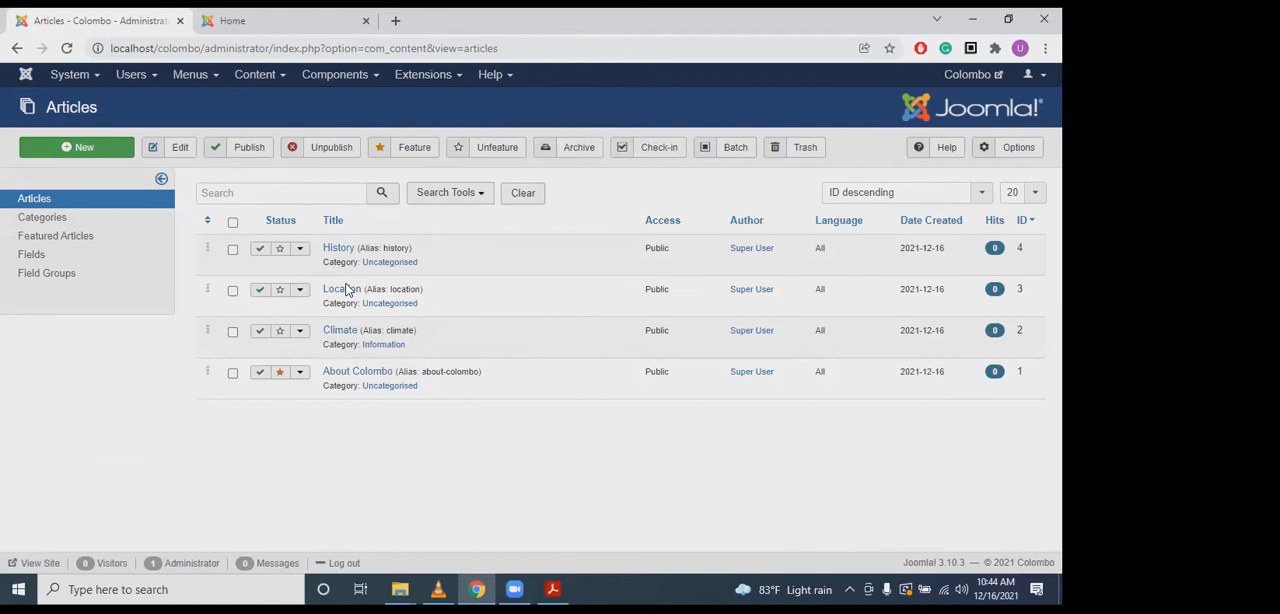 Articles - Colombo - Administrat
Home
localhost/colombo/administrator/index.php?option=com_content&view=articles
U
System Users Menus Content Components Extensions Help
Colombo
Articles
Joomla!
New Edit Publish Unpublish Feature Unfeature Archive Check-in Batch Trash Help Options
Articles
Categories
Featured Articles
Fields
Field Groups
Search Search Tools Clear ID descending 20
Status Title Access Author Language Date Created Hits ID
History (Alias: history) Public Super User All 2021-12-16 0 4
Category: Uncategorised
Location (Alias: location) Public Super User All 2021-12-16 0 3
Category: Uncategorised
Climate (Alias: climate) Public Super User All 2021-12-16 0 2
Category: Information
About Colombo (Alias: about-colombo) Public Super User All 2021-12-16 0 1
Category: Uncategorised
View Site 0 Visitors 1 Administrator 0 Messages Log out
Joomla! 3.10.3 — © 2021 Colombo
Type here to search
83°F Light rain
10:44 AM
12/16/2021